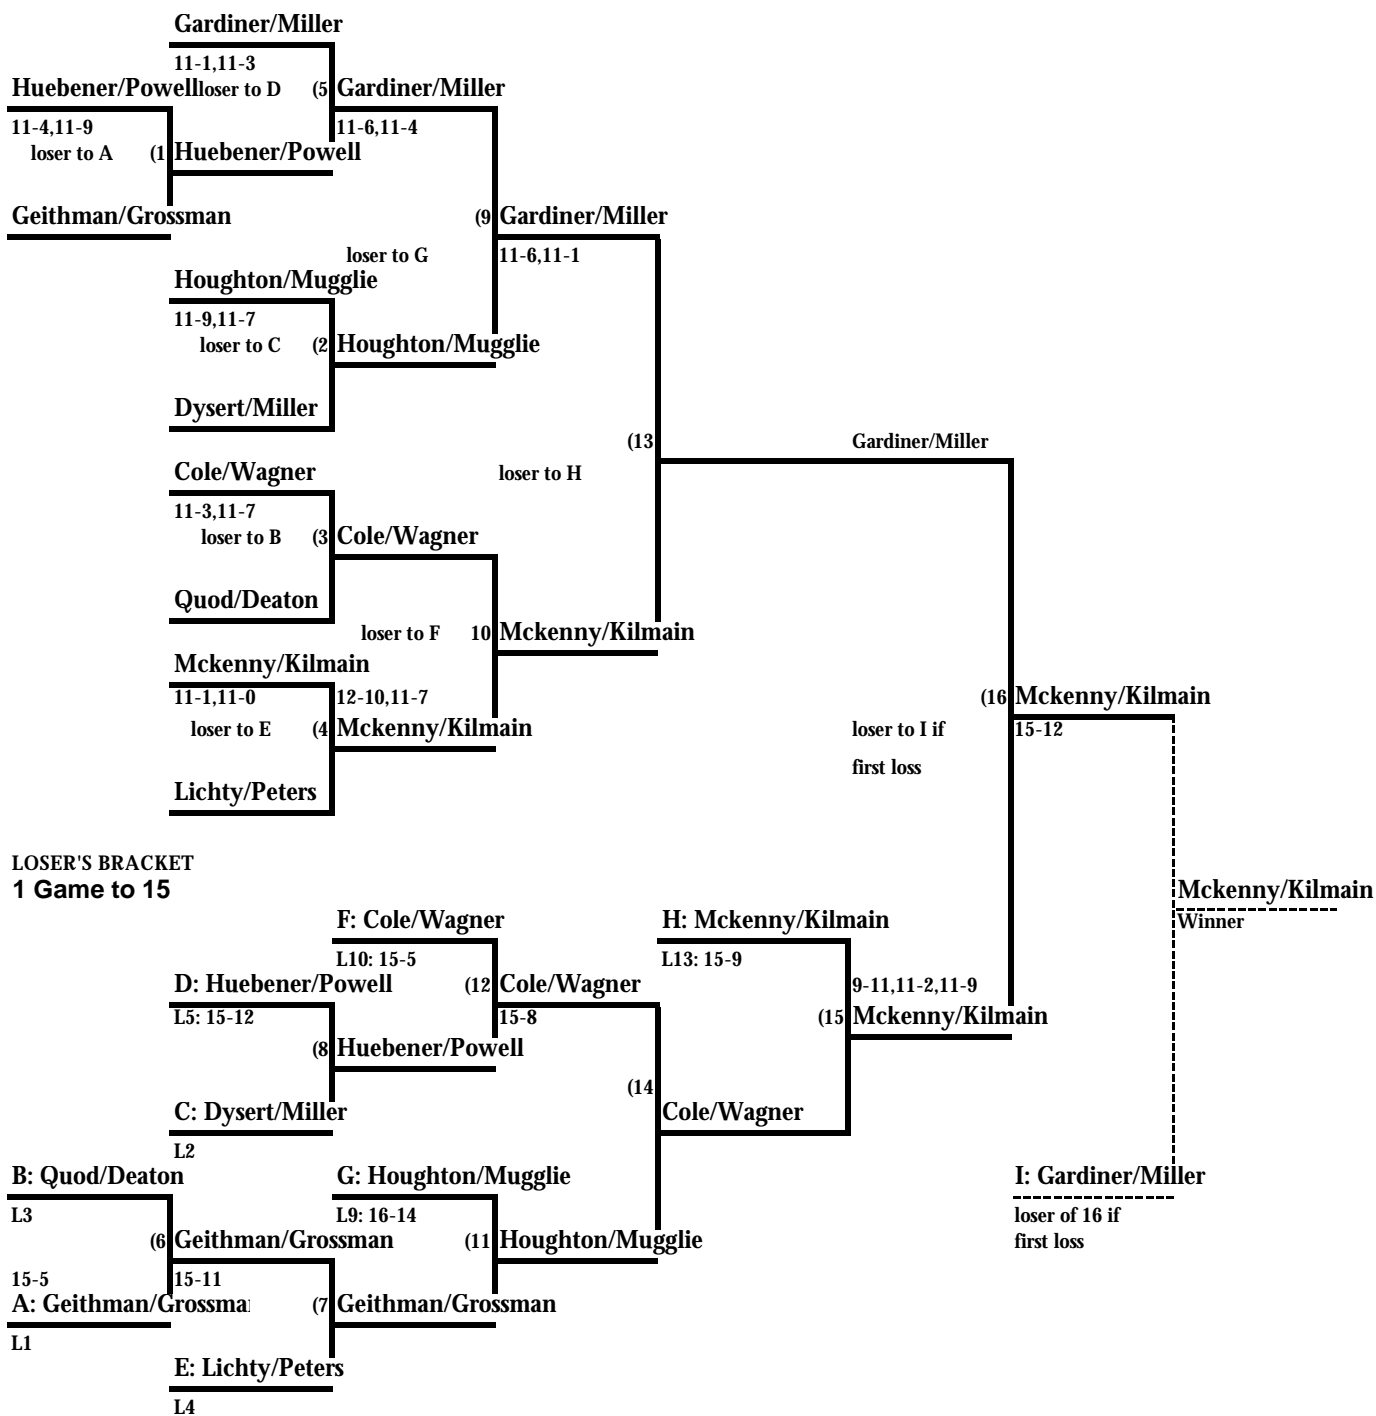 Gardiner/Miller
11-1,11-3
Huebener/Powell
loser to D
(5
Gardiner/Miller
11-4,11-9
11-6,11-4
loser to A
(1
Huebener/Powell
Geithman/Grossman
(9
Gardiner/Miller
loser to G
11-6,11-1
Houghton/Mugglie
11-9,11-7
loser to C
(2
Houghton/Mugglie
Dysert/Miller
(13
Gardiner/Miller
Cole/Wagner
loser to H
11-3,11-7
loser to B
(3
Cole/Wagner
Quod/Deaton
loser to F
10
Mckenny/Kilmain
Mckenny/Kilmain
11-1,11-0
12-10,11-7
(16
Mckenny/Kilmain
loser to E
(4
Mckenny/Kilmain
loser to I if
15-12
first loss
Lichty/Peters
LOSER'S BRACKET
1 Game to 15
Mckenny/Kilmain
F: Cole/Wagner
H: Mckenny/Kilmain
Winner
L10: 15-5
L13: 15-9
D: Huebener/Powell
(12
Cole/Wagner
9-11,11-2,11-9
L5: 15-12
15-8
(15
Mckenny/Kilmain
(8
Huebener/Powell
(14
C: Dysert/Miller
Cole/Wagner
L2
B: Quod/Deaton
G: Houghton/Mugglie
I: Gardiner/Miller
L3
L9: 16-14
loser of 16 if
(6
Geithman/Grossman
(11
Houghton/Mugglie
first loss
15-5
15-11
A: Geithman/Grossma
(7
Geithman/Grossman
L1
E: Lichty/Peters
L4